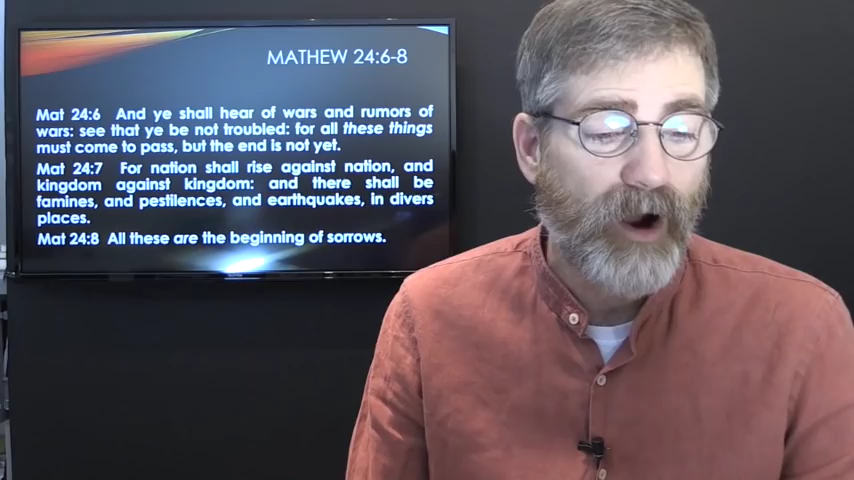 MATHEW 24:6-8
Mat 24:6 And ye shall hear of wars and rumors of
wars: see that ye be not troubled: for all these things
must come to pass, but the end is not yet.
Mat 24:7 For nation shall rise against nation, and
kingdom against kingdom: and there shall be
famines, and pestilences, and earthquakes, in divers
places.
Mat 24:8 All these are the beginning of sorrows.